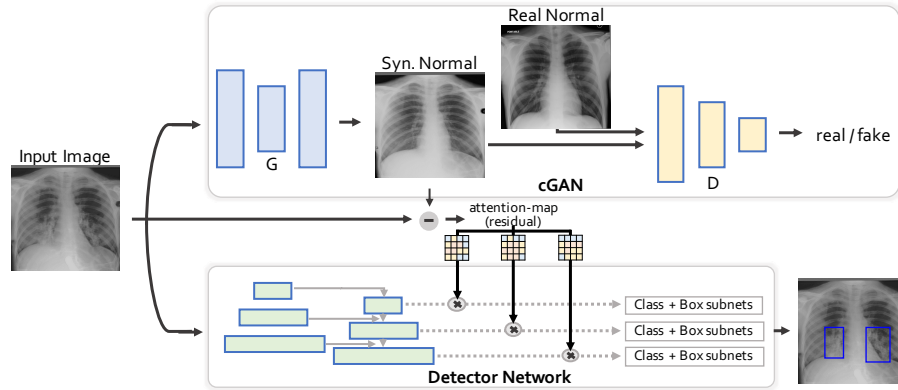 Real Normal
Syn. Normal
G
D
real / fake
cGAN
Input Image
−
attention-map
(residual)
Class + Box subnets
Class + Box subnets
Class + Box subnets
Detector Network